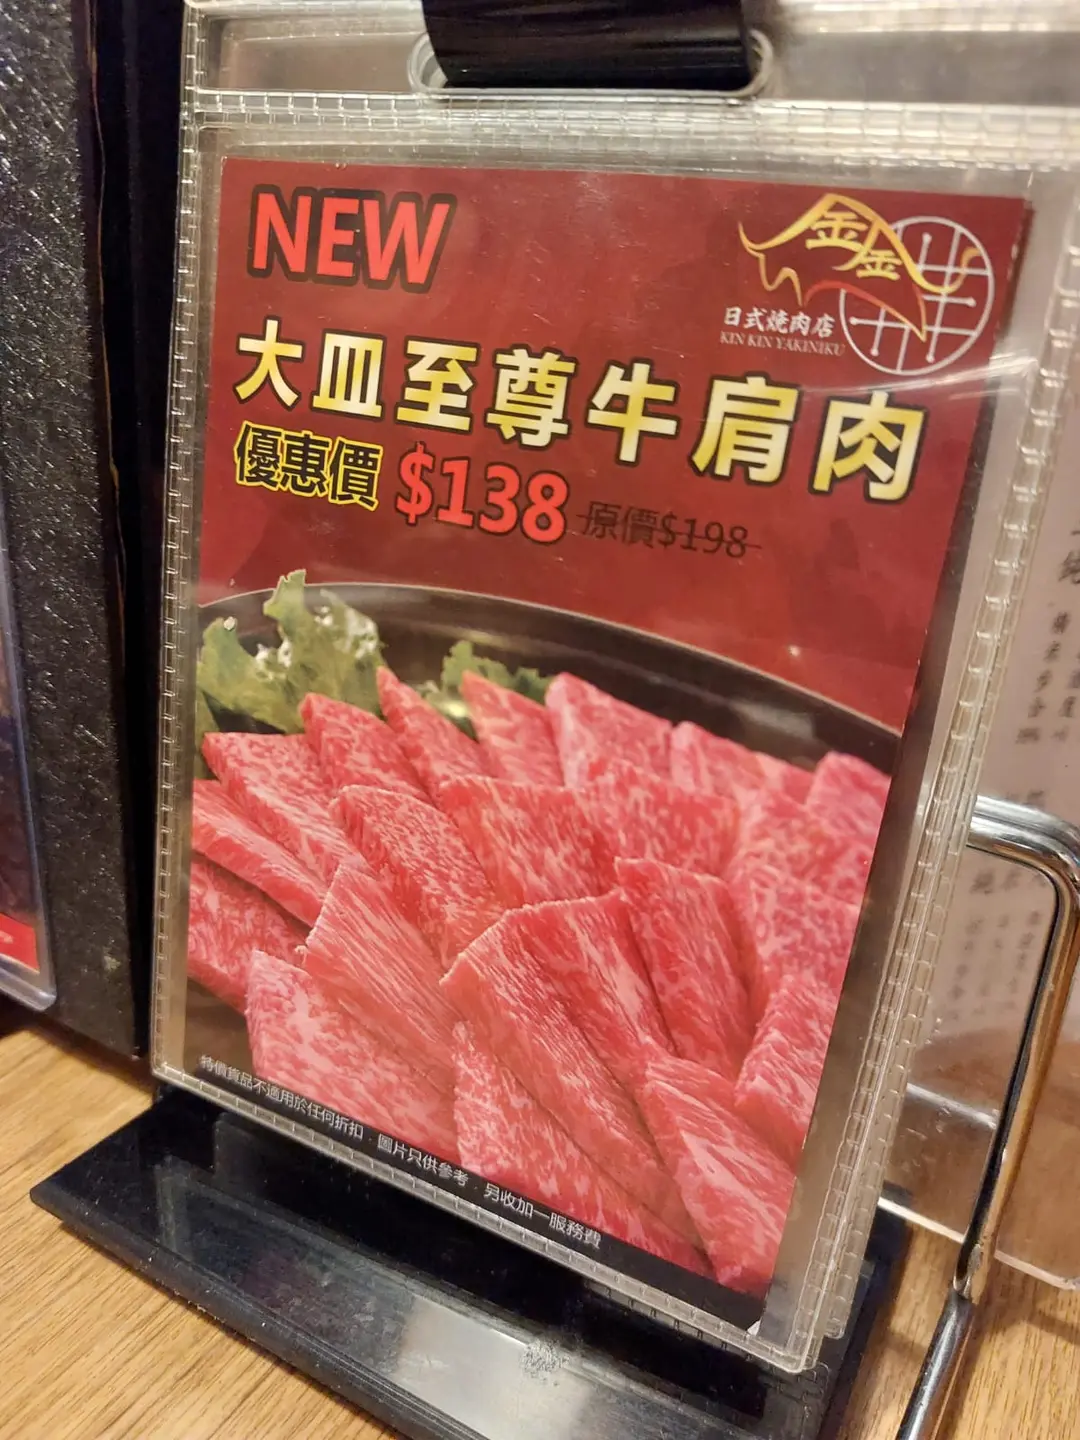 NEW
金金
日式燒肉店
KIN KIN YAKINIKU
大皿至尊牛肩肉
優惠價 $138 原價$198
特價貨品不適用於任何折扣．圖片只供參考．另收加一服務費